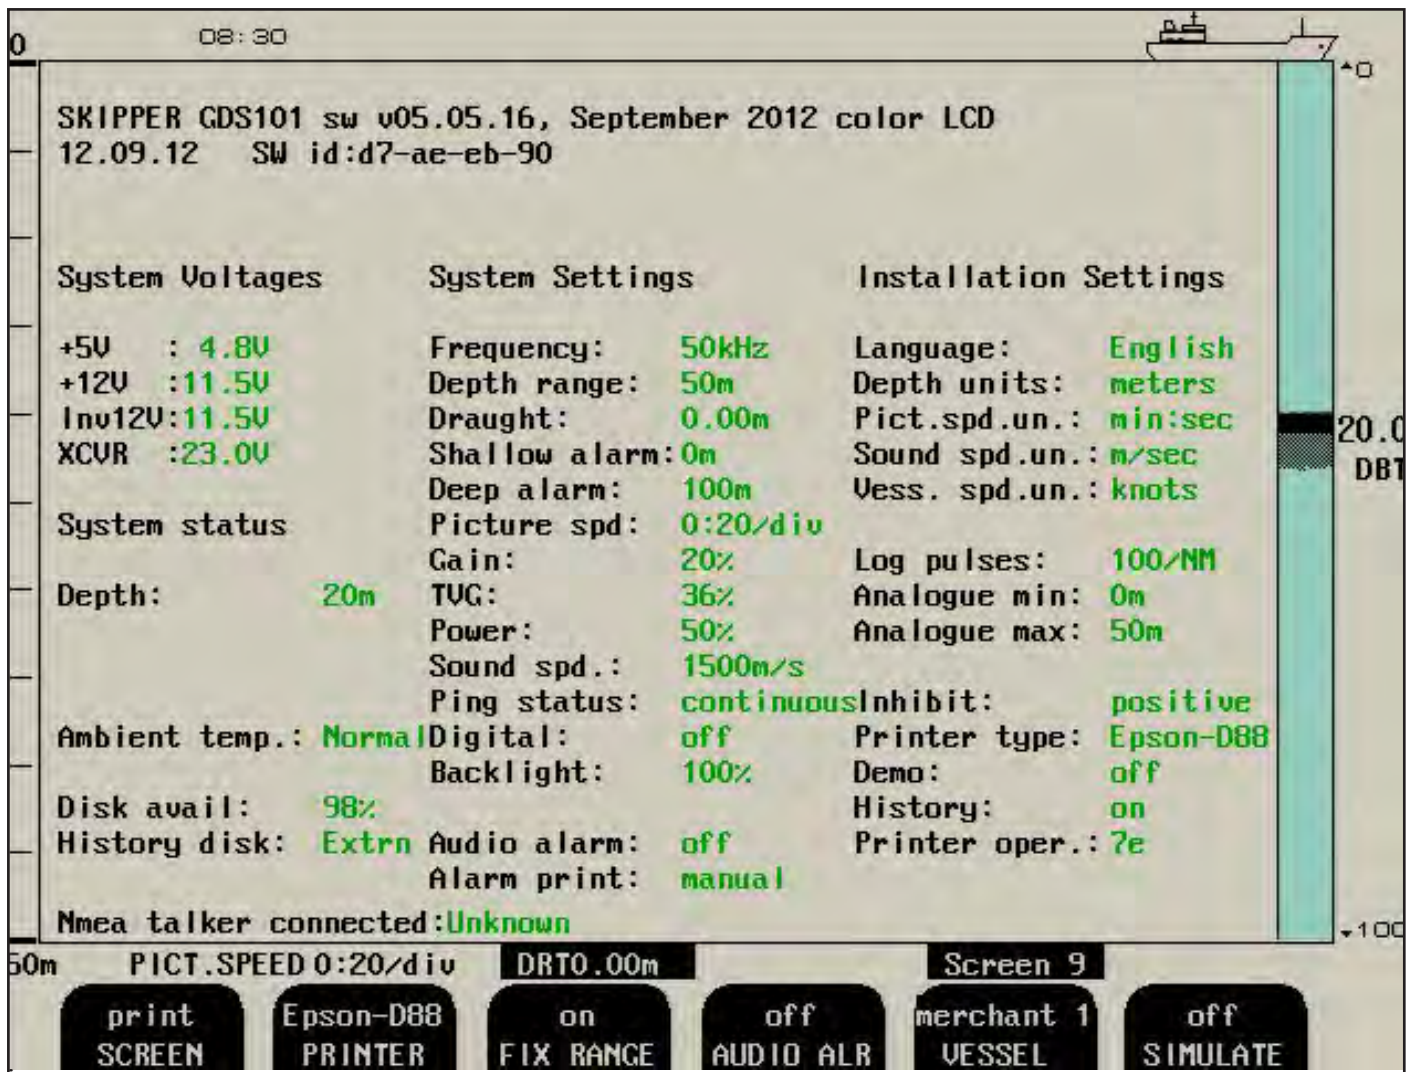 0 08:30
▲0
SKIPPER GDS101 sw v05.05.16, September 2012 color LCD
12.09.12 SW id:d7-ae-eb-90
System Voltages System Settings Installation Settings
+5V : 4.8V Frequency: 50kHz Language: English
+12V :11.5V Depth range: 50m Depth units: meters
Inv12V:11.5V Draught: 0.00m Pict.spd.un.: min:sec
20.0
XCVR :23.0V Shallow alarm: 0m Sound spd.un.: m/sec
DBT
Deep alarm: 100m Vess. spd.un.: knots
System status Picture spd: 0:20/div
Gain: 20% Log pulses: 100/NM
Depth: 20m TVG: 36% Analogue min: 0m
Power: 50% Analogue max: 50m
Sound spd.: 1500m/s
Ping status: continuous Inhibit: positive
Ambient temp.: Normal Digital: off Printer type: Epson-D88
Backlight: 100% Demo: off
Disk avail: 98% History: on
History disk: Extrn Audio alarm: off Printer oper.: ?e
Alarm print: manual
Nmea talker connected:Unknown
▼100
50m PICT.SPEED 0:20/div DRT0.00m Screen 9
print Epson-D88 on off merchant 1 off
SCREEN PRINTER FIX RANGE AUDIO ALR VESSEL SIMULATE